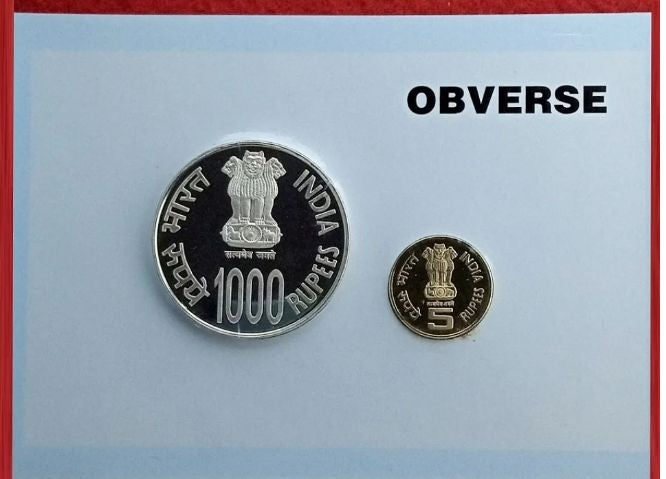 OBVERSE
भारत
INDIA
सत्यमेव जयते
रुपये
1000
RUPEES
भारत
INDIA
सत्यमेव जयते
रुपये
5
RUPEES